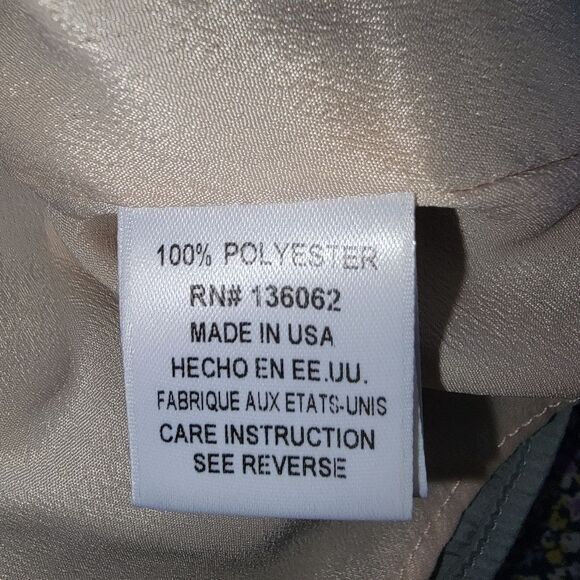 100% POLYESTER
RN# 136062
MADE IN USA
HECHO EN EE.UU.
FABRIQUE AUX ETATS-UNIS
CARE INSTRUCTION
SEE REVERSE